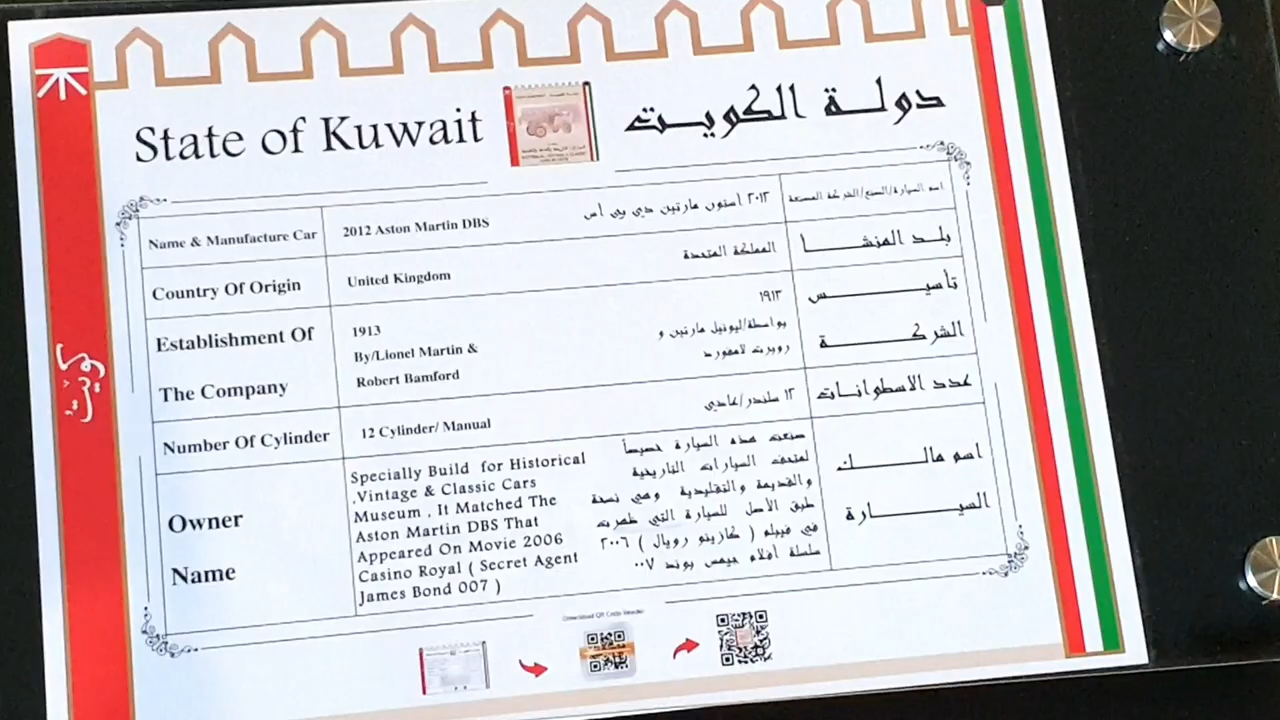 State of Kuwait
دولة الكويت
Name & Manufacture Car
2012 Aston Martin DBS
٢٠١٢ استون مارتين دي بي أس
اسم السيارة/الصنع/الشركة المصنعة
Country Of Origin
United Kingdom
المملكة المتحدة
بلد المنشا
Establishment Of
The Company
1913
By/Lionel Martin &
Robert Bamford
١٩١٣
بواسطة/ليونيل مارتين و
روبرت لامفورد
تأسيس
الشركة
Number Of Cylinder
12 Cylinder/ Manual
١٢ سلندر/عادي
عدد الاسطوانات
Owner
Name
Specially Build for Historical
,Vintage & Classic Cars
Museum , It Matched The
Aston Martin DBS That
Appeared On Movie 2006
Casino Royal ( Secret Agent
James Bond 007 )
صنعت هذه السيارة خصيصاً
لمتحف السيارات التاريخية
والقديمة والتقليدية وهي نسخة
طبق الأصل للسيارة التي ظهرت
في فيلم ( كازينو رويال ) ٢٠٠٦
سلسلة أفلام جيمس بوند ٠٠٧
اسم مالك
السيارة
كويت
Download QR Code Reader